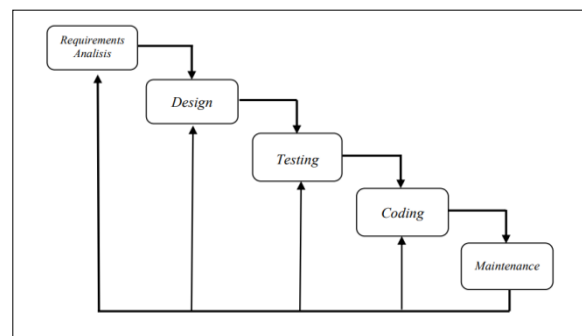 Requirements
Analisis
Design
Testing
Coding
Maintenance